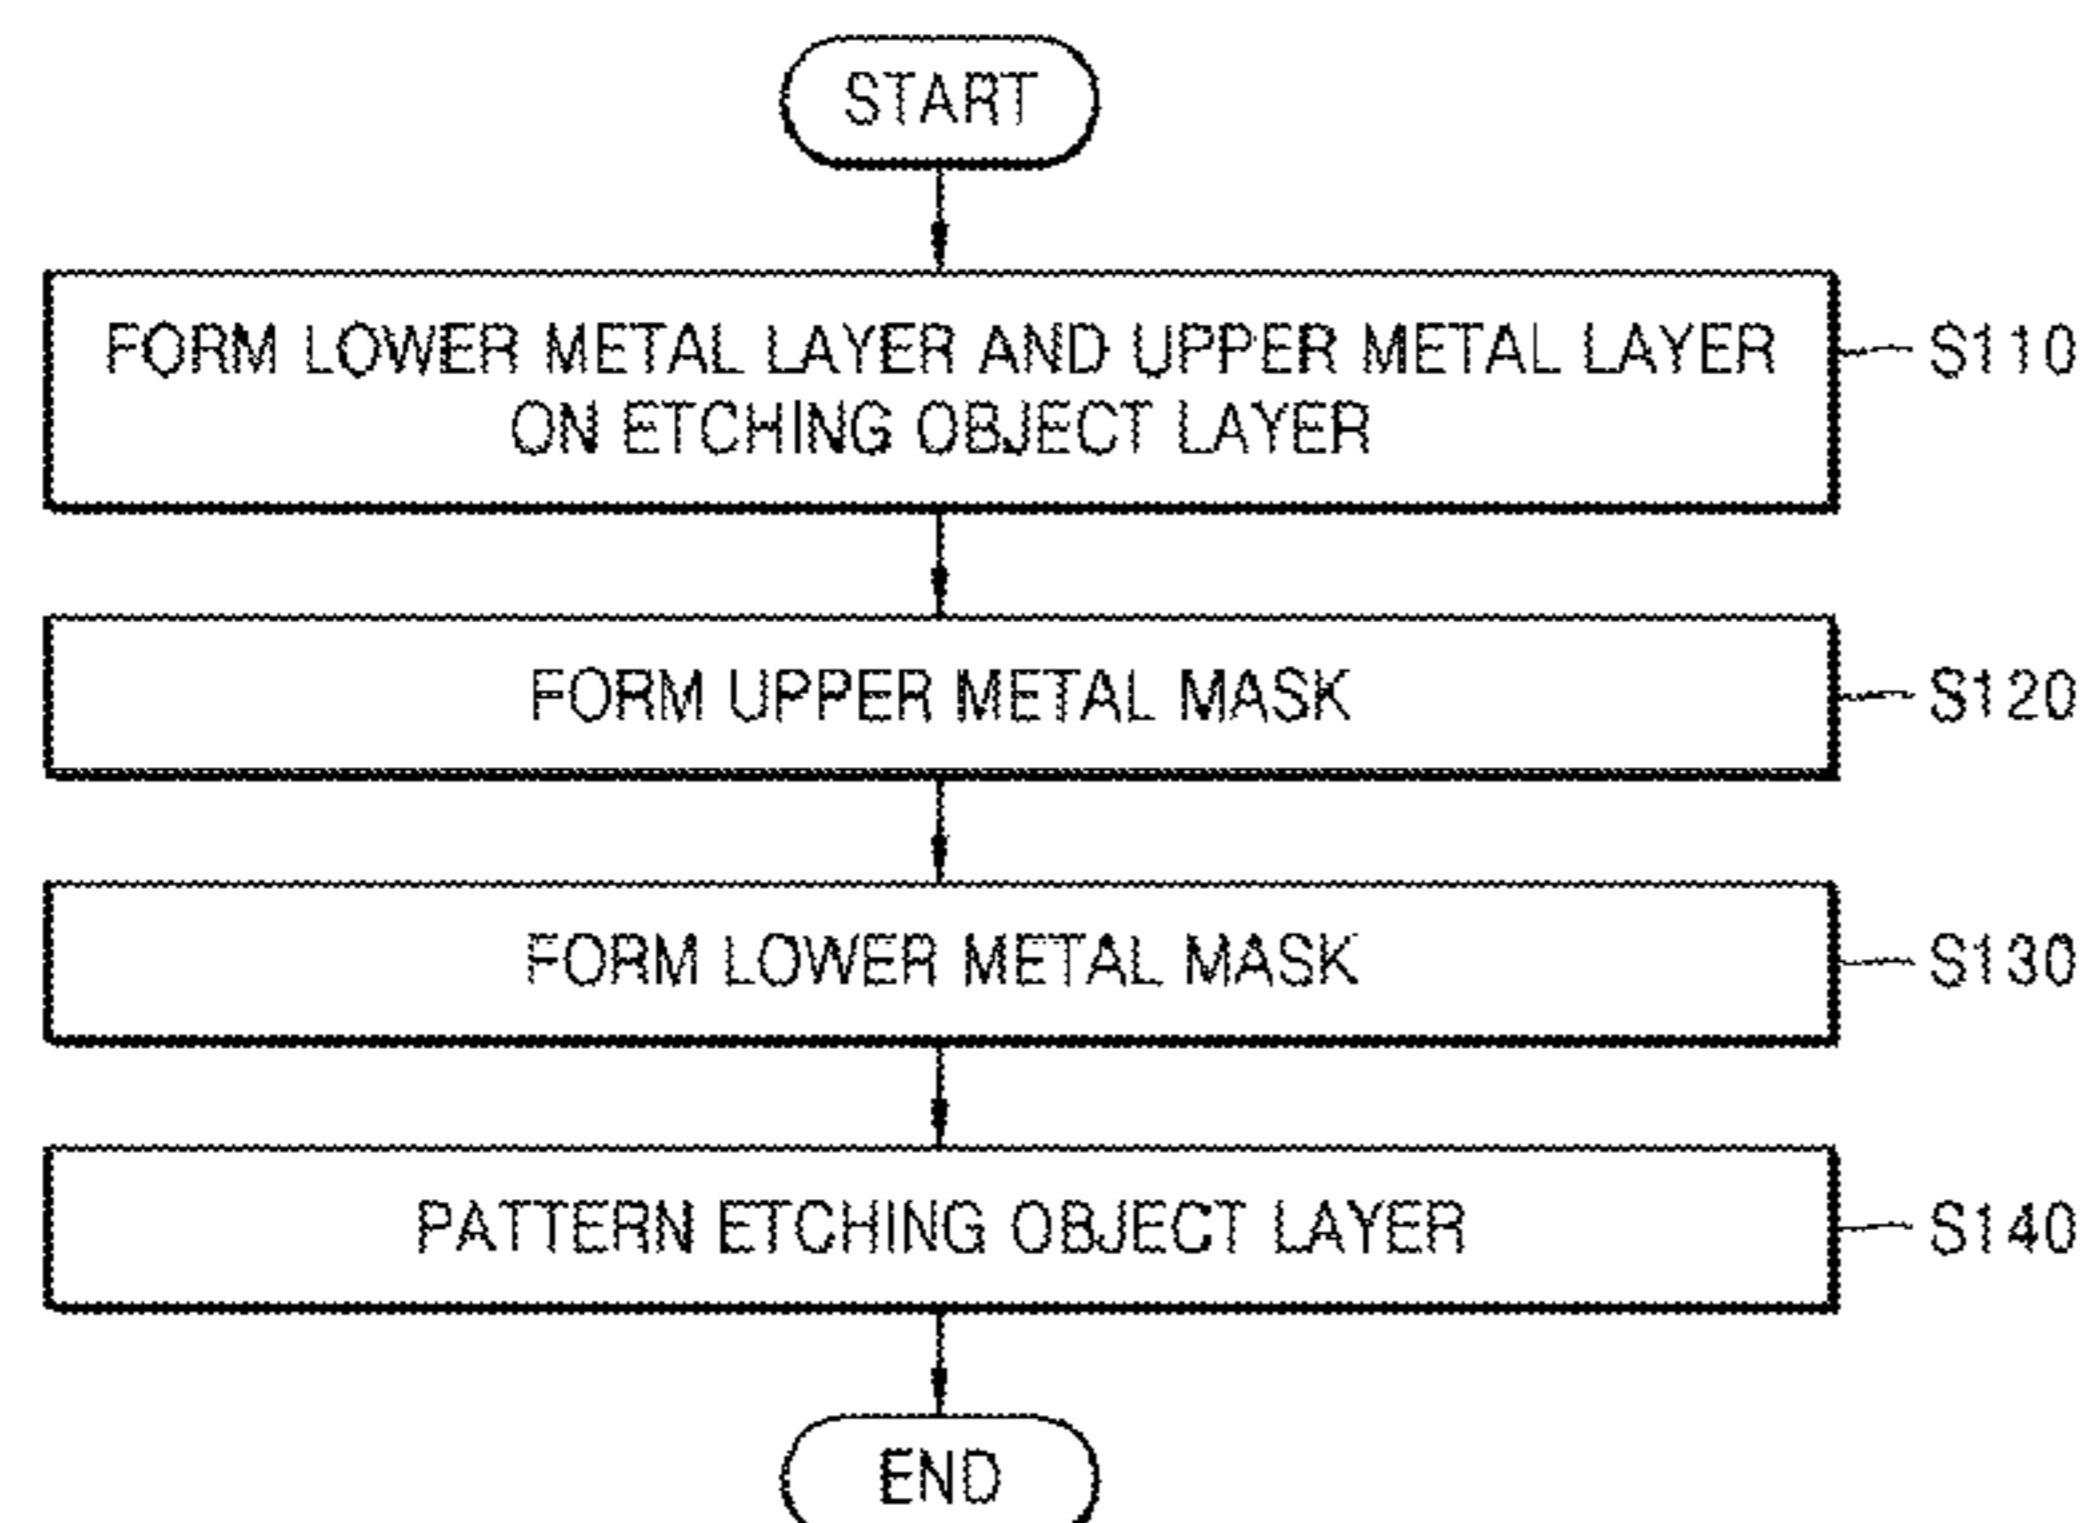 START
FORM LOWER METAL LAYER AND UPPER METAL LAYER
ON ETCHING OBJECT LAYER
S110
FORM UPPER METAL MASK
S120
FORM LOWER METAL MASK
S130
PATTERN ETCHING OBJECT LAYER
S140
END